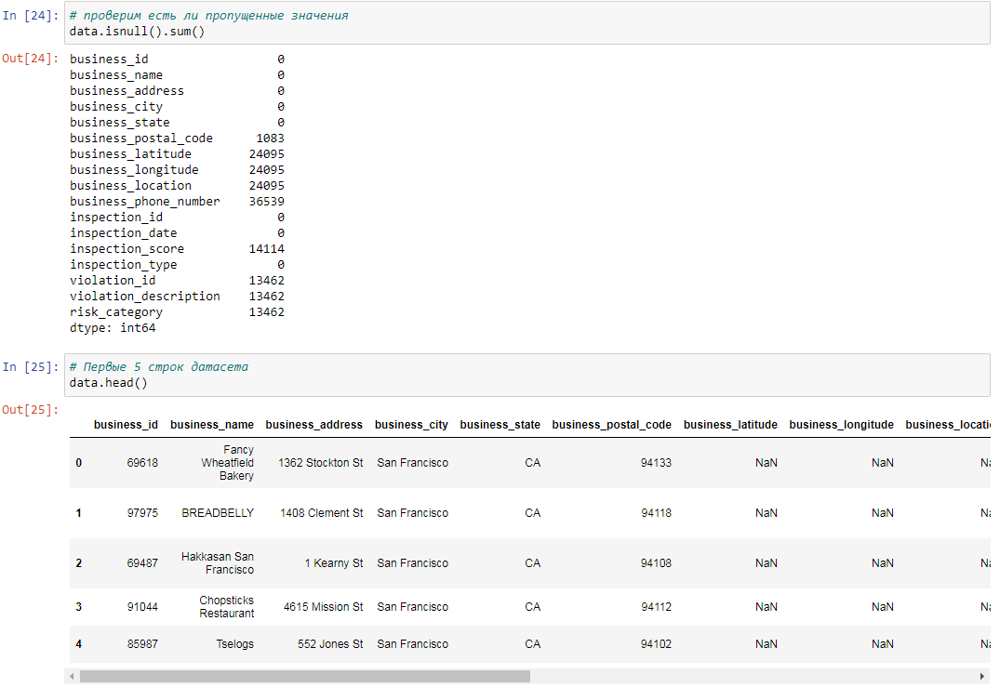 In [24]: # проверим есть ли пропущенные значения
data.isnull().sum()
Out[24]: business_id 0
business_name 0
business_address 0
business_city 0
business_state 0
business_postal_code 1083
business_latitude 24095
business_longitude 24095
business_location 24095
business_phone_number 36539
inspection_id 0
inspection_date 0
inspection_score 14114
inspection_type 0
violation_id 13462
violation_description 13462
risk_category 13462
dtype: int64
In [25]: # Первые 5 строк датасета
data.head()
Out[25]:
business_id business_name business_address business_city business_state business_postal_code business_latitude business_longitude business_locatio
0 69618 Fancy Wheatfield Bakery 1362 Stockton St San Francisco CA 94133 NaN NaN Na
1 97975 BREADBELLY 1408 Clement St San Francisco CA 94118 NaN NaN Na
2 69487 Hakkasan San Francisco 1 Kearny St San Francisco CA 94108 NaN NaN Na
3 91044 Chopsticks Restaurant 4615 Mission St San Francisco CA 94112 NaN NaN Na
4 85987 Tselogs 552 Jones St San Francisco CA 94102 NaN NaN Na